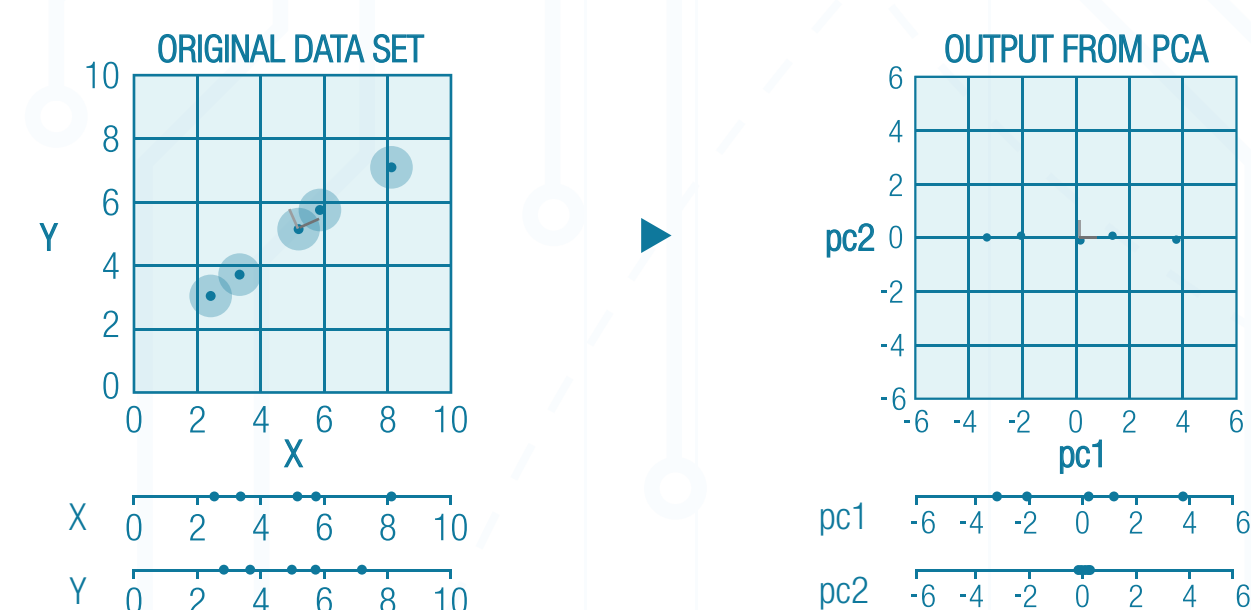 ORIGINAL DATA SET
10
8
6
Y
4
2
0
0 2 4 6 8 10
X
X
0 2 4 6 8 10
Y
0 2 4 6 8 10
OUTPUT FROM PCA
6
4
2
pc2 0
-2
-4
-6
-6 -4 -2 0 2 4 6
pc1
pc1
-6 -4 -2 0 2 4 6
pc2
-6 -4 -2 0 2 4 6